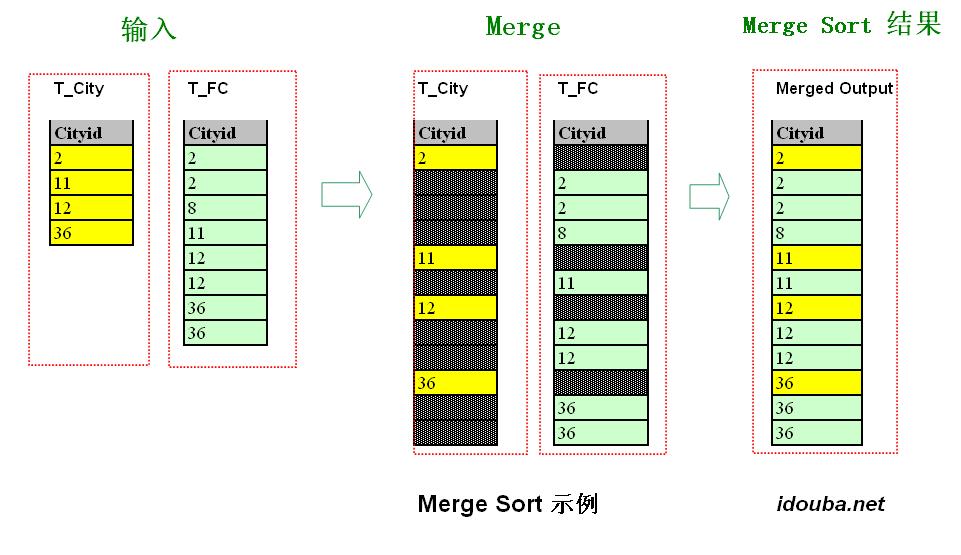 输入
Merge
Merge Sort 结果
T_City
Cityid
2
11
12
36
T_FC
Cityid
2
2
8
11
12
12
36
36
T_City
Cityid
2
11
12
36
T_FC
Cityid
2
2
8
11
12
12
36
36
Merged Output
Cityid
2
2
2
8
11
11
12
12
12
36
36
36
Merge Sort 示例
idouba.net